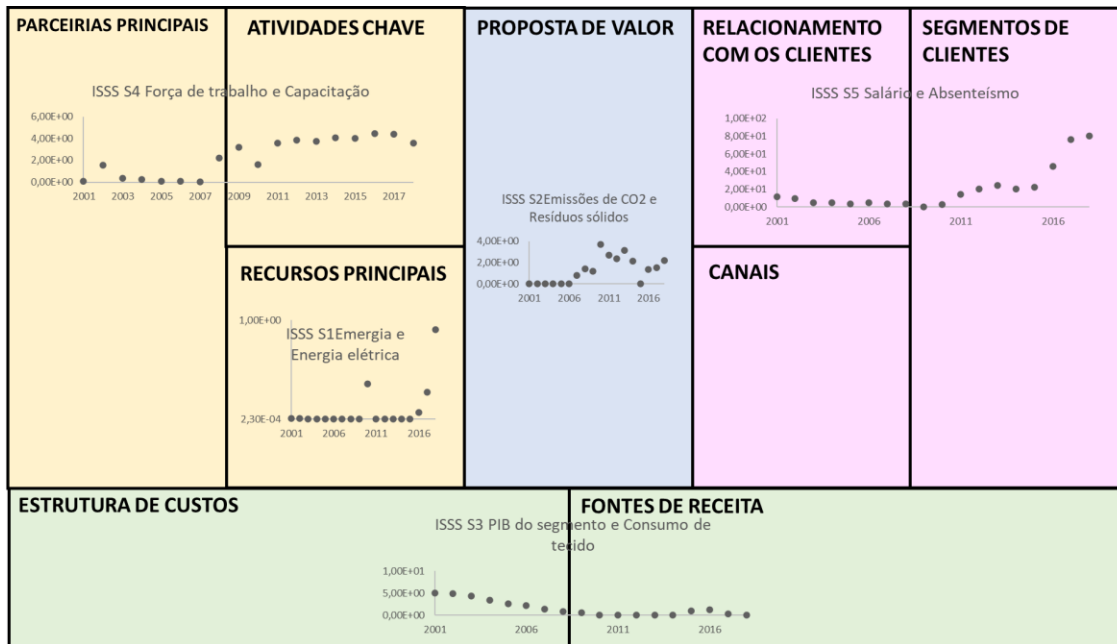 PARCEIRIAS PRINCIPAIS
ATIVIDADES CHAVE
PROPOSTA DE VALOR
RELACIONAMENTO
COM OS CLIENTES
SEGMENTOS DE
CLIENTES
ISSS S4 Força de trabalho e Capacitação
6,00E+00
4,00E+00
2,00E+00
0,00E+00
2001 2003 2005 2007 2009 2011 2013 2015 2017
ISSS S2Emissões de CO2 e
Resíduos sólidos
4,00E+00
2,00E+00
0,00E+00
2001 2006 2011 2016
ISSS S5 Salário e Absenteísmo
1,00E+02
8,00E+01
6,00E+01
4,00E+01
2,00E+01
0,00E+00
2001 2006 2011 2016
RECURSOS PRINCIPAIS
ISSS S1Emergia e
Energia elétrica
1,00E+00
2,30E-04
2001 2006 2011 2016
CANAIS
ESTRUTURA DE CUSTOS
FONTES DE RECEITA
ISSS S3 PIB do segmento e Consumo de
tecido
1,00E+01
5,00E+00
0,00E+00
2001 2006 2011 2016